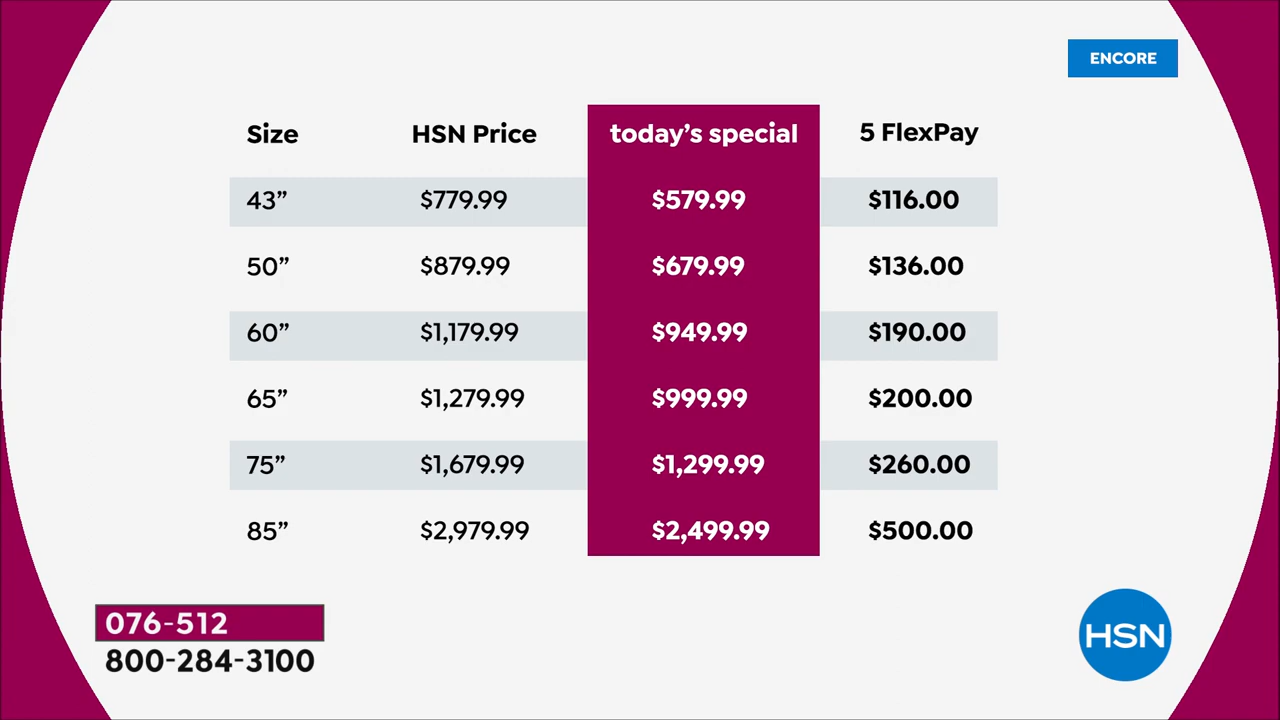 ENCORE
Size HSN Price today’s special 5 FlexPay
43” $779.99 $579.99 $116.00
50” $879.99 $679.99 $136.00
60” $1,179.99 $949.99 $190.00
65” $1,279.99 $999.99 $200.00
75” $1,679.99 $1,299.99 $260.00
85” $2,979.99 $2,499.99 $500.00
076-512
800-284-3100
HSN